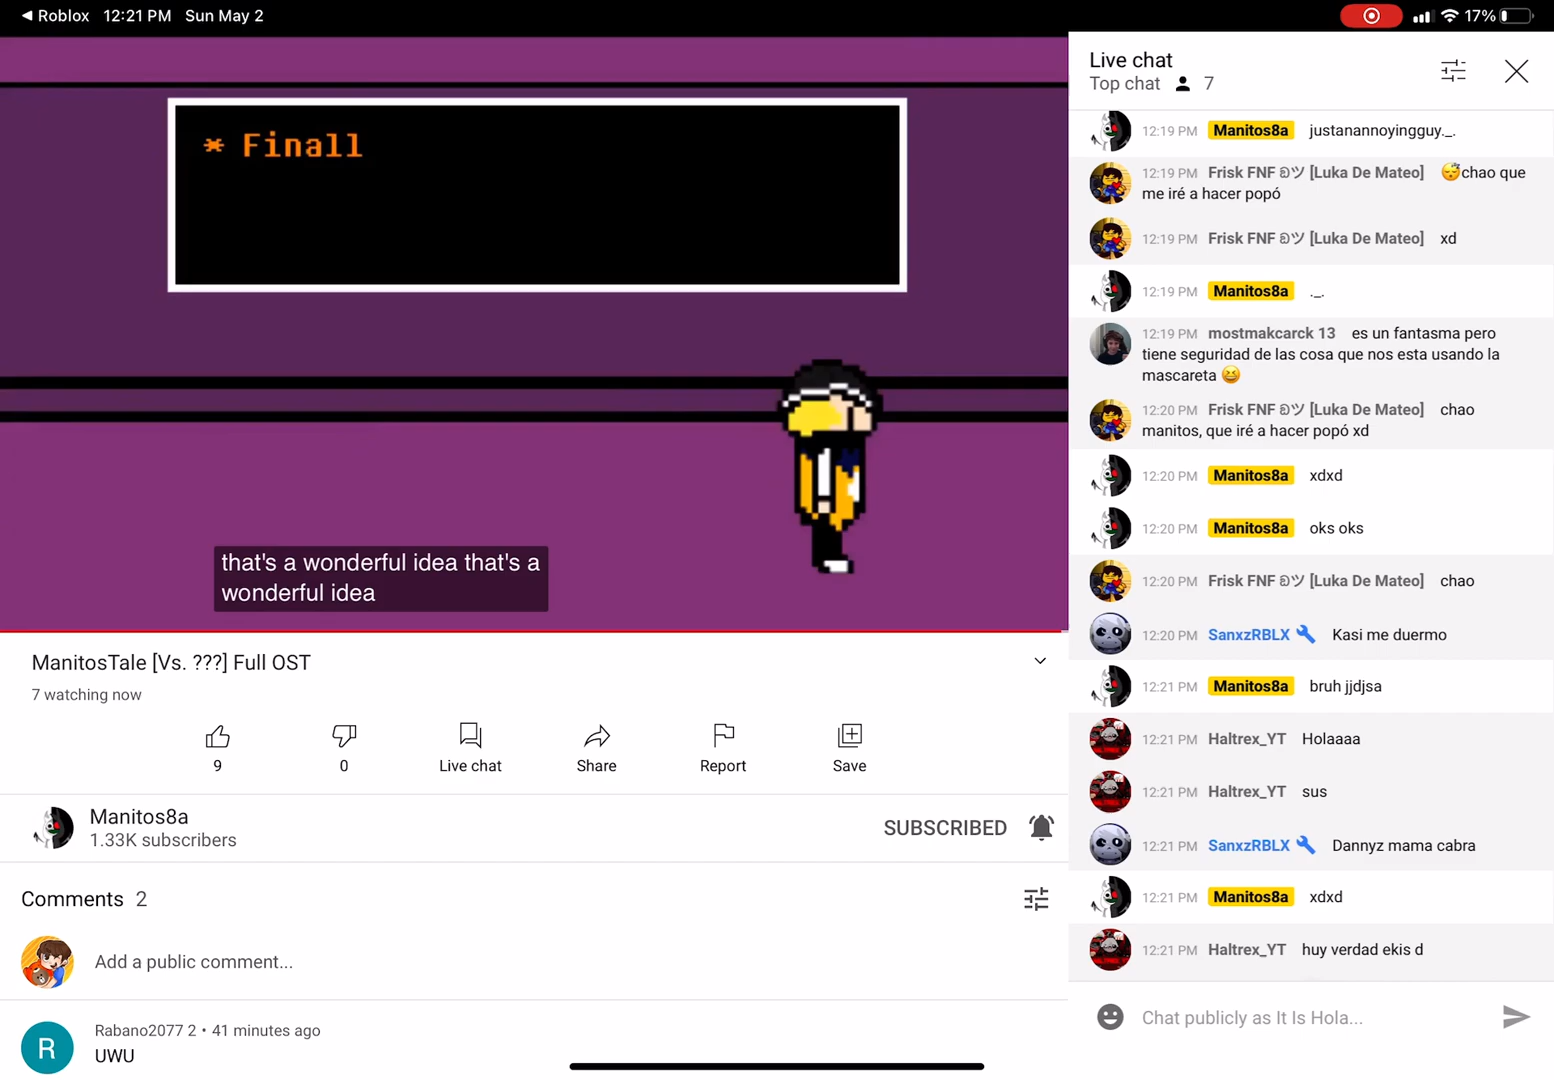 ◀ Roblox 12:21 PM Sun May 2
17%
* Finall
that's a wonderful idea that's a
wonderful idea
ManitosTale [Vs. ???] Full OST
7 watching now
9
0
Live chat
Share
Report
Save
Manitos8a
1.33K subscribers
SUBSCRIBED
Comments 2
Add a public comment...
R
Rabano2077 2 • 41 minutes ago
UWU
Live chat
Top chat 7
12:19 PM Manitos8a justanannoyingguy._.
12:19 PM Frisk FNF ʚツ [Luka De Mateo] 😴chao que
me iré a hacer popó
12:19 PM Frisk FNF ʚツ [Luka De Mateo] xd
12:19 PM Manitos8a ._.
12:19 PM mostmakcarck 13 es un fantasma pero
tiene seguridad de las cosa que nos esta usando la
mascareta 😆
12:20 PM Frisk FNF ʚツ [Luka De Mateo] chao
manitos, que iré a hacer popó xd
12:20 PM Manitos8a xdxd
12:20 PM Manitos8a oks oks
12:20 PM Frisk FNF ʚツ [Luka De Mateo] chao
12:20 PM SanxzRBLX Kasi me duermo
12:21 PM Manitos8a bruh jjdjsa
12:21 PM Haltrex_YT Holaaaa
12:21 PM Haltrex_YT sus
12:21 PM SanxzRBLX Dannyz mama cabra
12:21 PM Manitos8a xdxd
12:21 PM Haltrex_YT huy verdad ekis d
Chat publicly as It Is Hola...